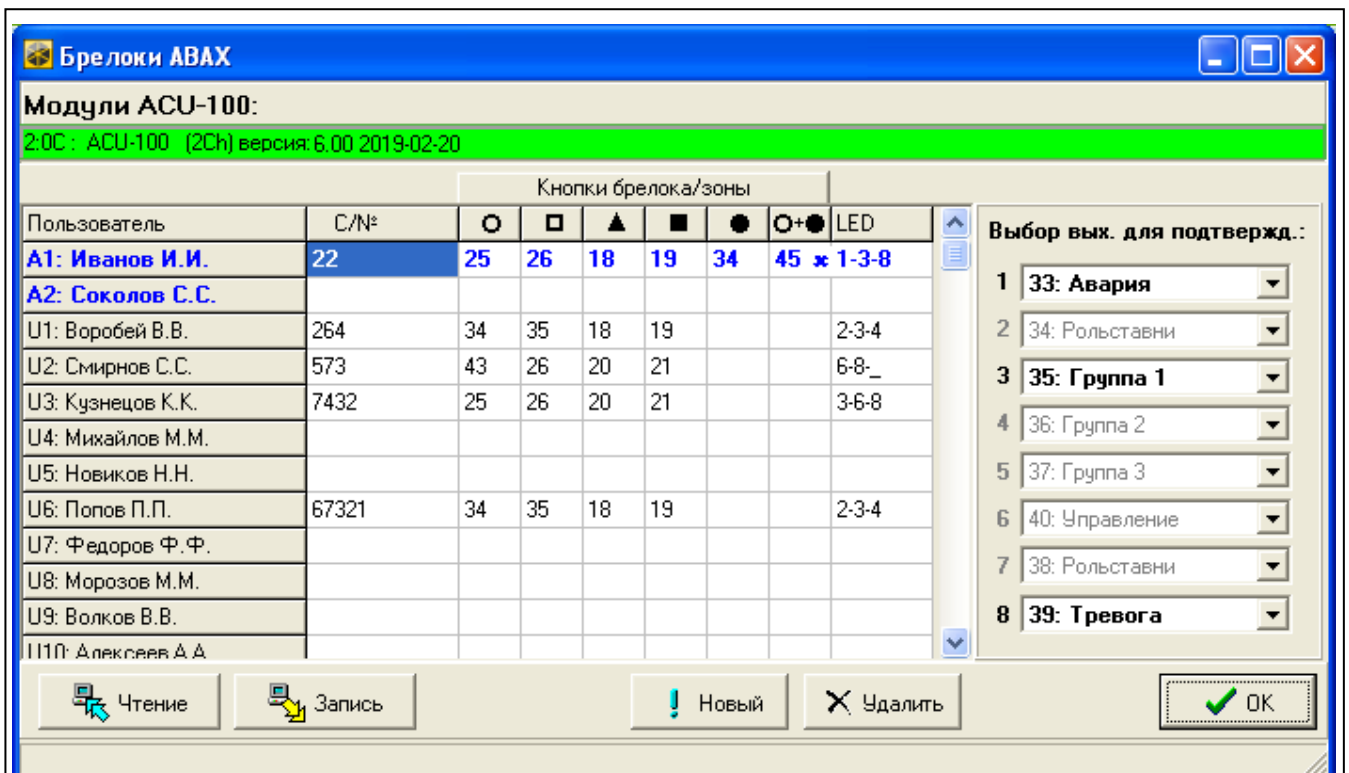 Брелоки ABAX
Модули ACU-100:
2:0C : ACU-100 (2Ch) версия: 6.00 2019-02-20
Кнопки брелока/зоны
Пользователь С/№ O+● LED
A1: Иванов И.И. 22 25 26 18 19 34 45 × 1-3-8
A2: Соколов С.С.
U1: Воробей В.В. 264 34 35 18 19 2-3-4
U2: Смирнов С.С. 573 43 26 20 21 6-8-_
U3: Кузнецов К.К. 7432 25 26 20 21 3-6-8
U4: Михайлов М.М.
U5: Новиков Н.Н.
U6: Попов П.П. 67321 34 35 18 19 2-3-4
U7: Федоров Ф.Ф.
U8: Морозов М.М.
U9: Волков В.В.
U10: Алексеев А.А
Выбор вых. для подтвержд.:
1 33: Авария
2 34: Рольставни
3 35: Группа 1
4 36: Группа 2
5 37: Группа 3
6 40: Управление
7 38: Рольставни
8 39: Тревога
Чтение Запись Новый Удалить OK